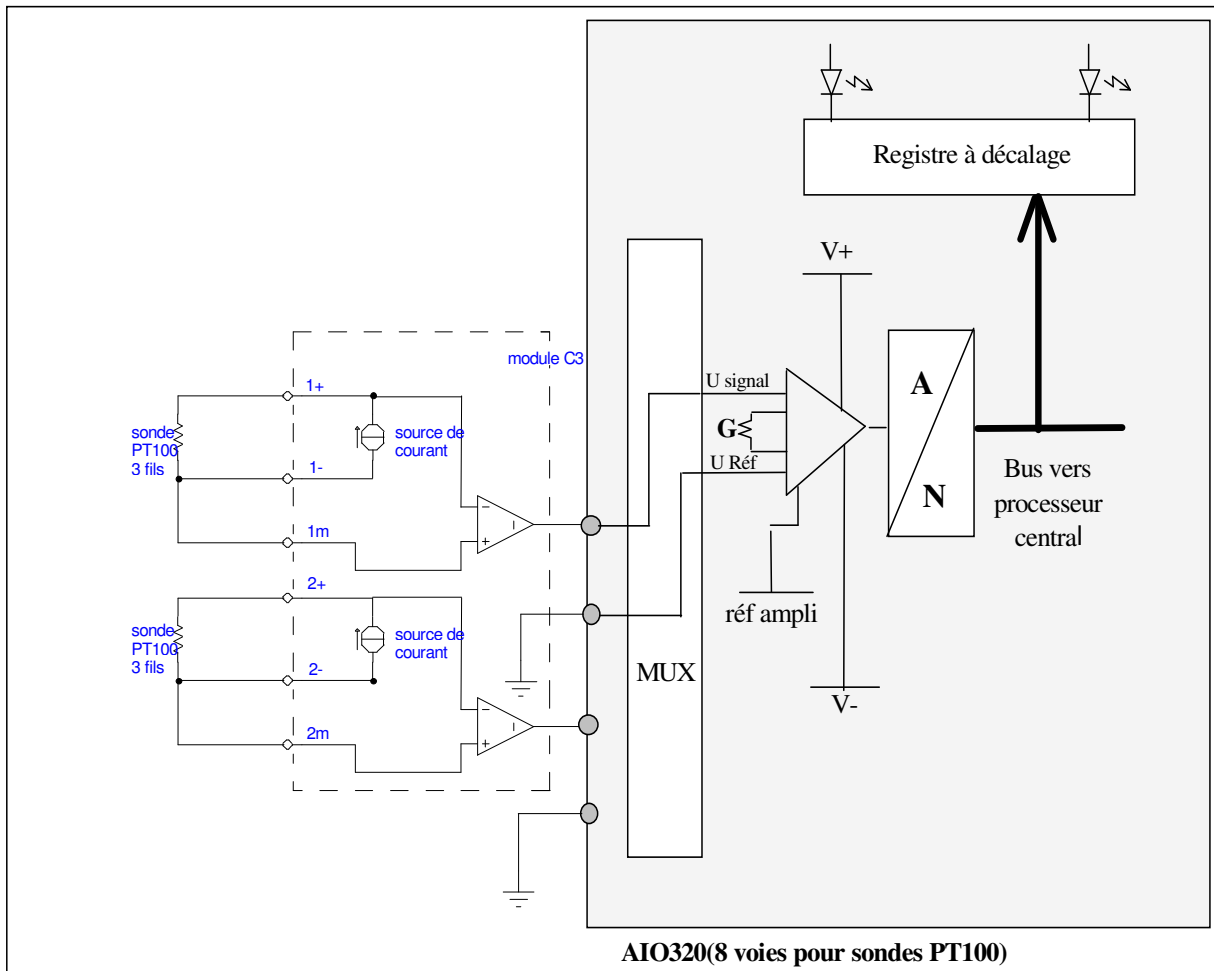 Registre à décalage
V+
module C3
U signal
1+
A
sonde
PT100
3 fils
source de
courant
G
1-
U Réf
N
Bus vers
processeur
central
1m
2+
réf ampli
sonde
PT100
3 fils
source de
courant
MUX
2-
V-
2m
AIO320(8 voies pour sondes PT100)